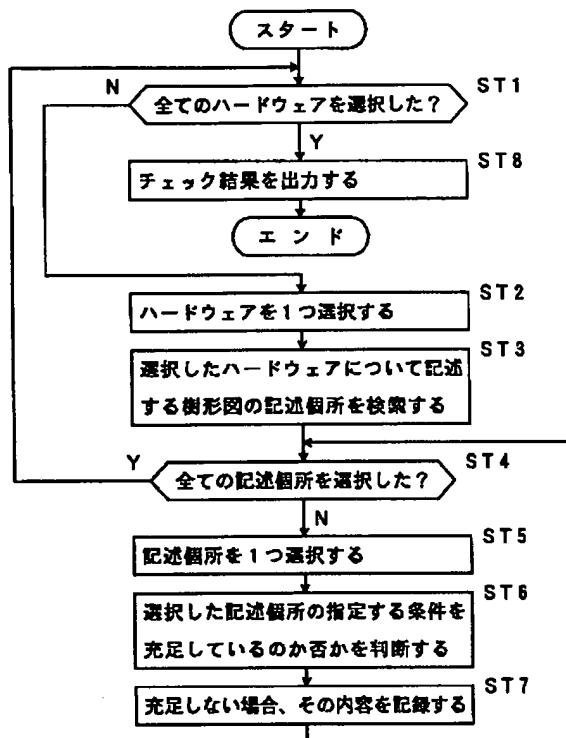 スタート
N
全てのハードウェアを選択した？
ST1
Y
ST8
チェック結果を出力する
エンド
ST2
ハードウェアを1つ選択する
ST3
選択したハードウェアについて記述
する樹形図の記述個所を検索する
Y
ST4
全ての記述個所を選択した？
N
ST5
記述個所を1つ選択する
ST6
選択した記述個所の指定する条件を
充足しているのか否かを判断する
ST7
充足しない場合、その内容を記録する